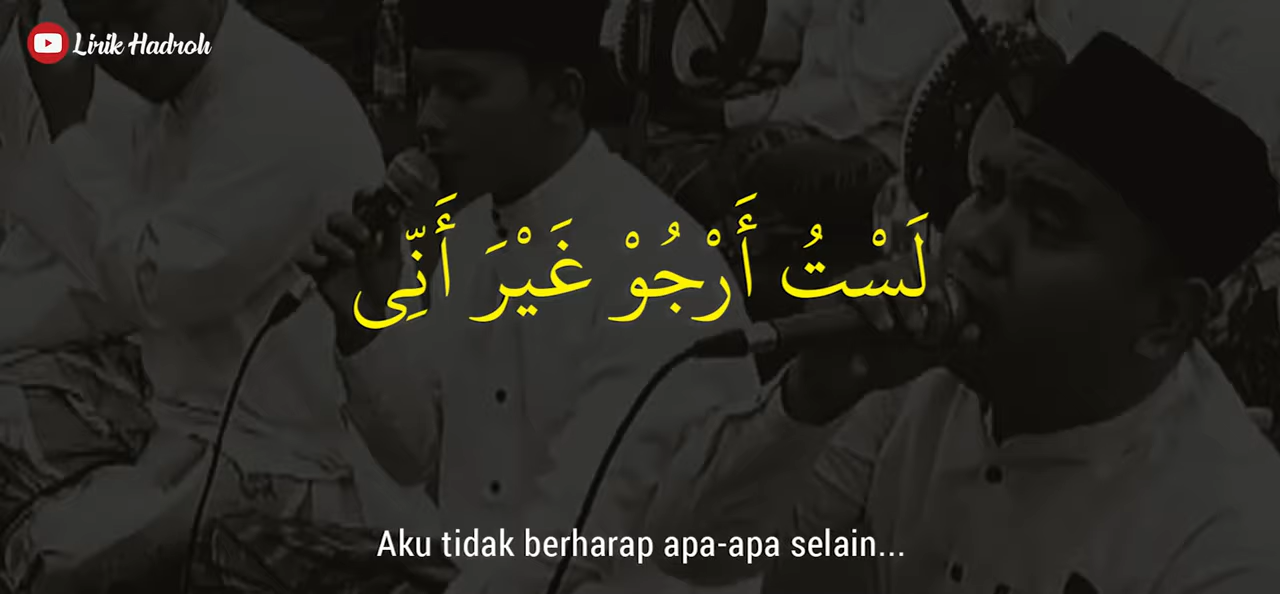 Lirik Hadroh
لَسْتُ أَرْجُوْ غَيْرَ أَنِّى
Aku tidak berharap apa-apa selain...